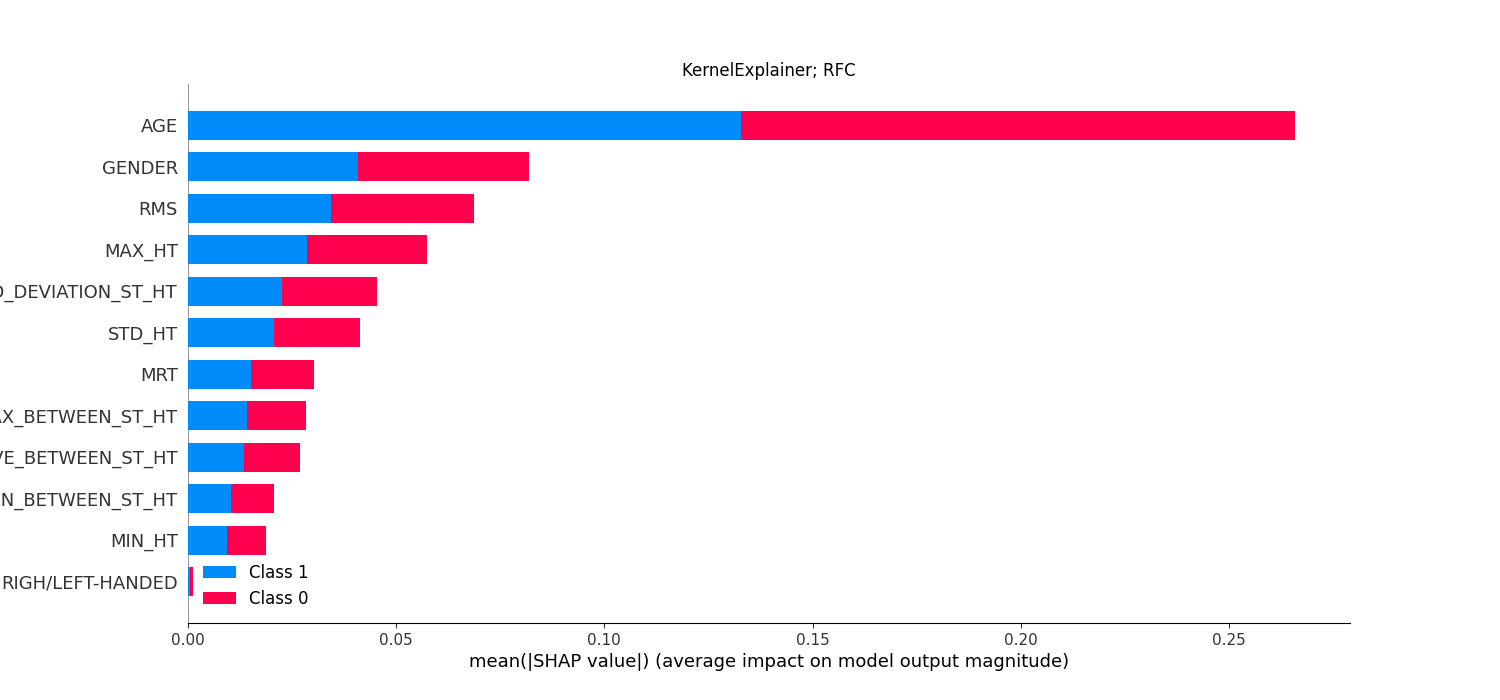 KernelExplainer; RFC
AGE
GENDER
RMS
MAX_HT
D_DEVIATION_ST_HT
STD_HT
MRT
AX_BETWEEN_ST_HT
VE_BETWEEN_ST_HT
N_BETWEEN_ST_HT
MIN_HT
RIGH/LEFT-HANDED
Class 1
Class 0
0.00 0.05 0.10 0.15 0.20 0.25
mean(|SHAP value|) (average impact on model output magnitude)